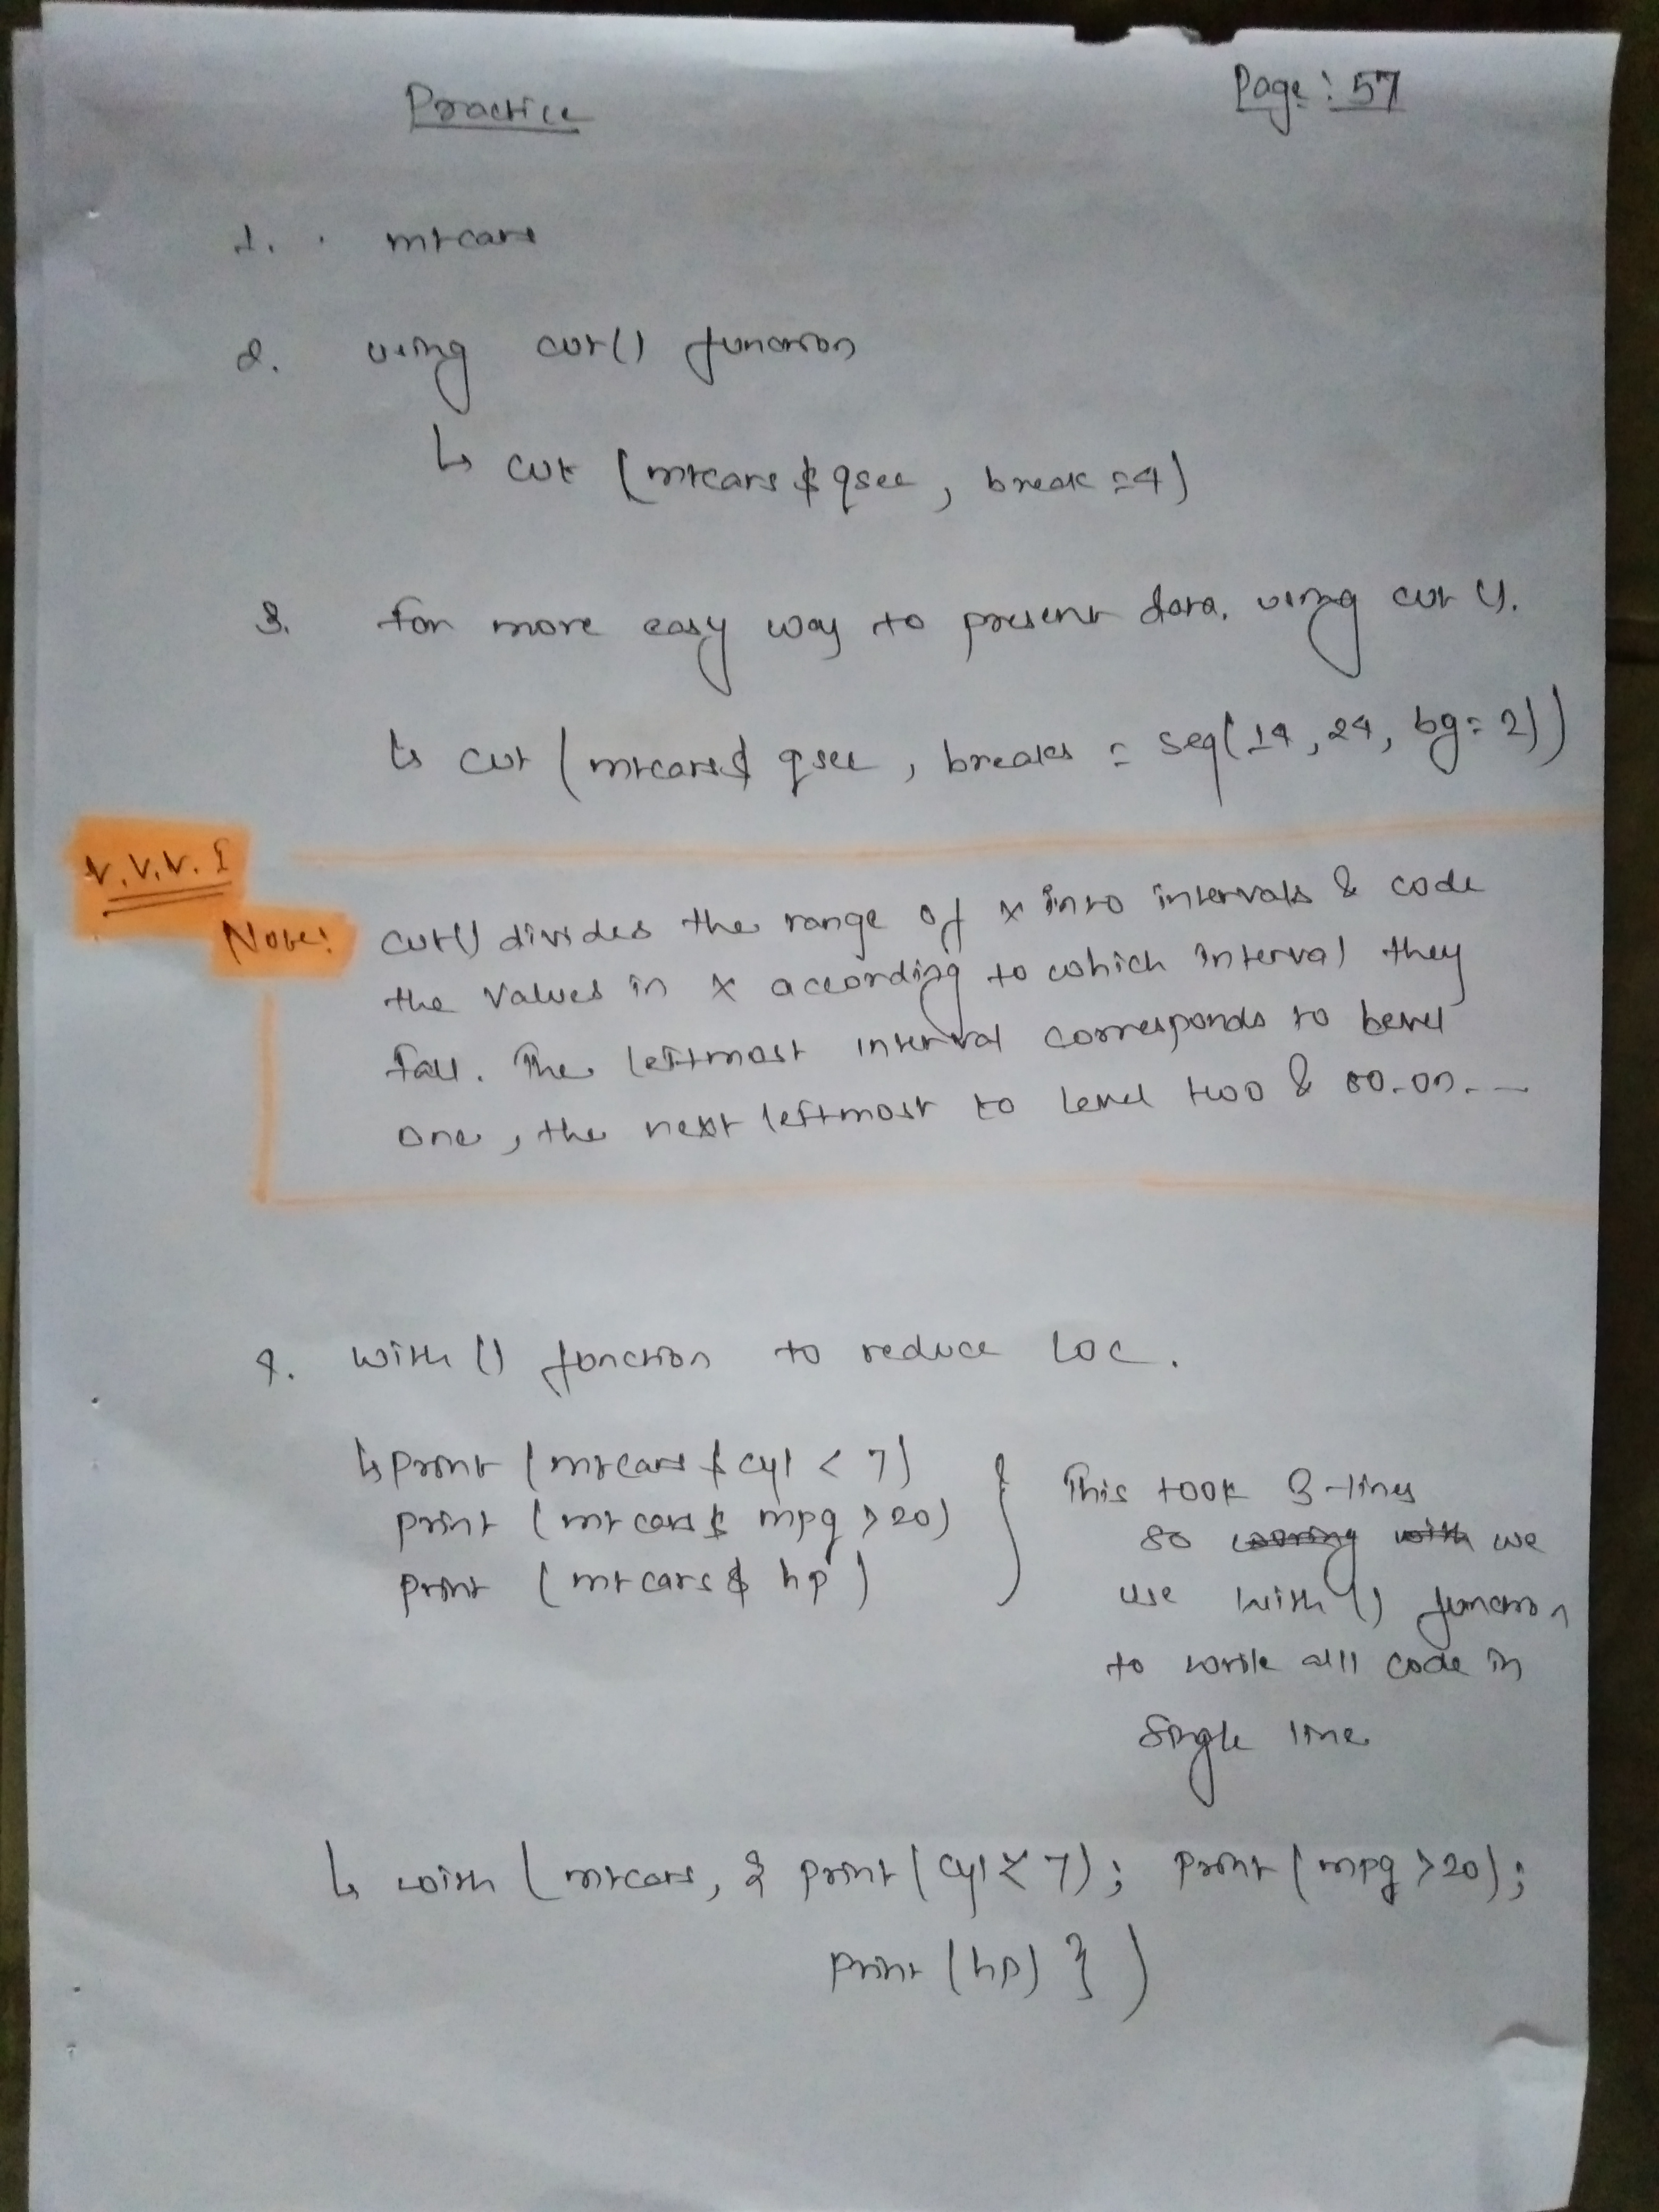 Practice
Page: 57
1. mtcars
2. using cut() function
↳ cut (mtcars$qsec, break = 4)
3. for more easy way to present data. using cut().
↳ cut (mtcars$ qsec, breaks = seq(14, 24, by = 2))
V.V.V.I
Note: cut() divides the range of x into intervals & code
the values in x according to which interval they
fall. The leftmost interval corresponds to level
one, the next leftmost to level two & so.on.--
4. with () function to reduce LOC.
↳ print (mtcars $ cyl < 7)
print (mtcars $ mpg > 20)
print (mtcars $ hp)
This took 3-lines
so we
use with () function
to write all code in
single line
↳ with (mtcars, { print (cyl < 7); print (mpg > 20);
print (hp) } )